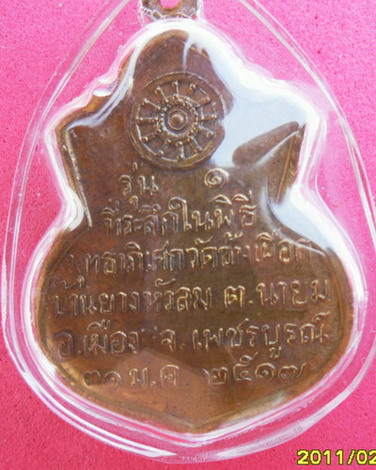 รุ่น ๑
ที่ระลึกในพิธี
พุทธาภิเศกวัดช้างเผือก
บ้านยางหัวลม ต.นายม
อ.เมือง จ.เพชรบูรณ์
๓๑ ม.ค ๒๕๑๗
2011/02